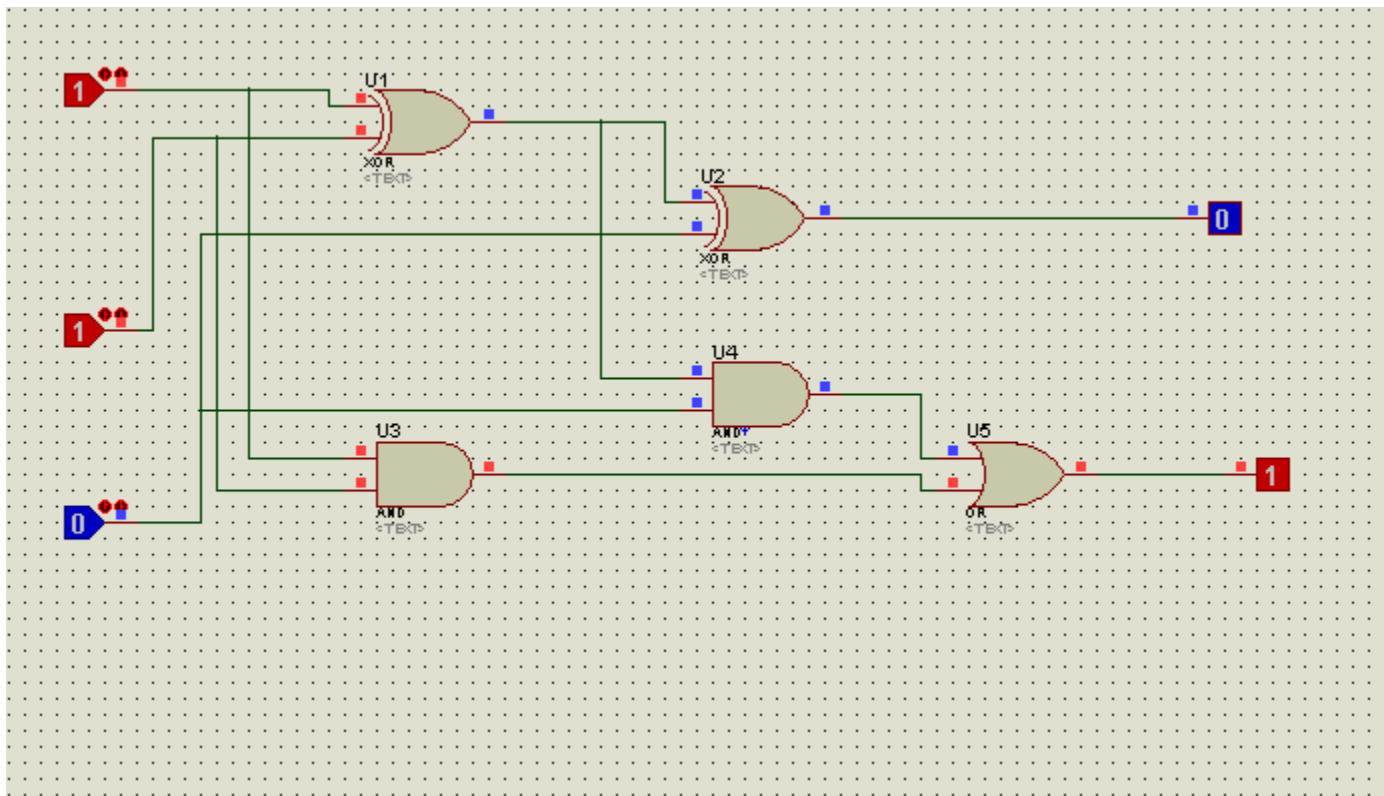 1
U1
XOR
<TEXT>
U2
XOR
<TEXT>
0
1
U4
AND
<TEXT>
U3
AND
<TEXT>
U5
OR
<TEXT>
1
0